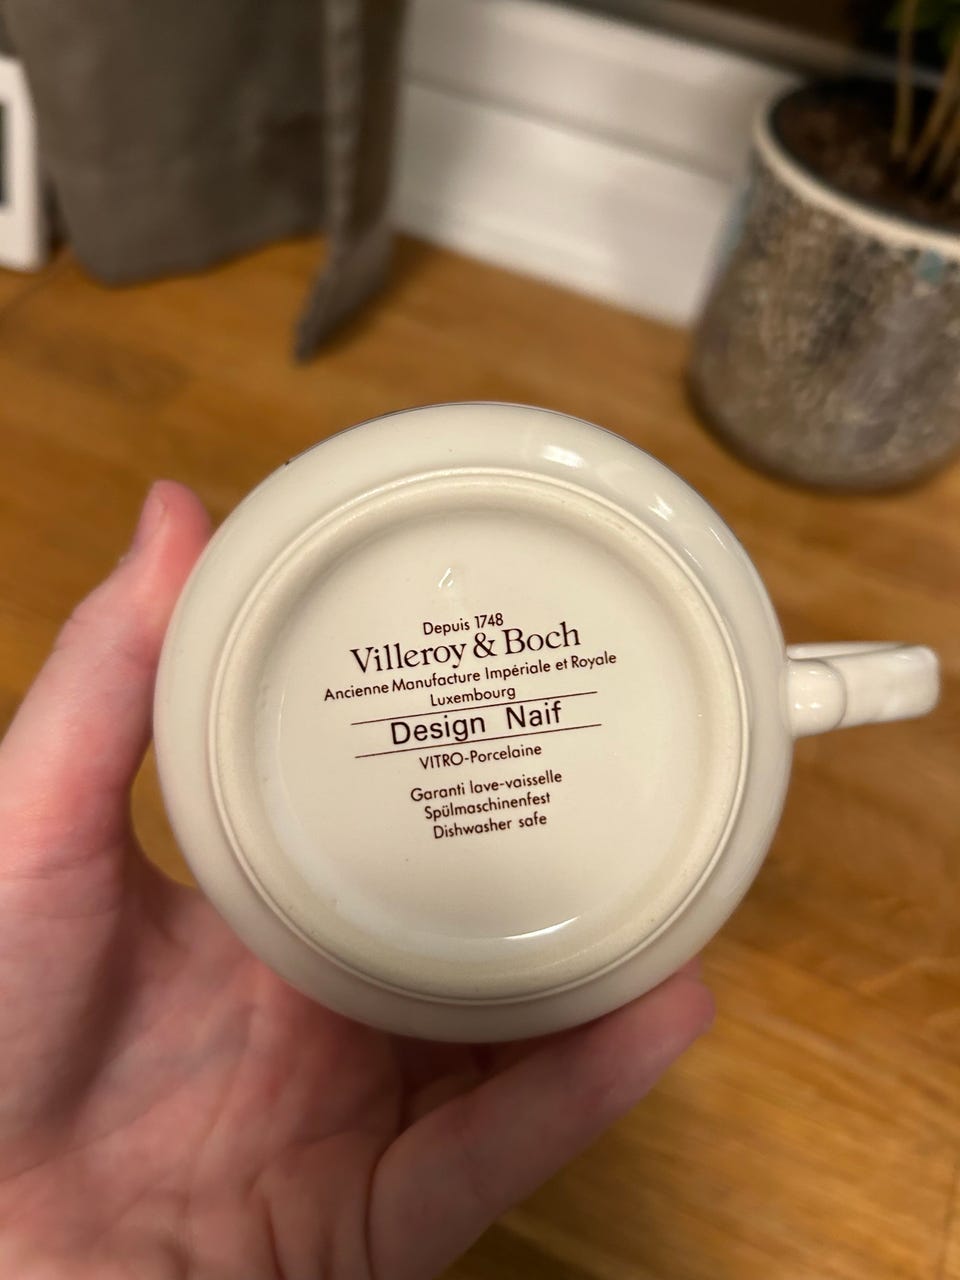 Depuis 1748
Villeroy & Boch
Ancienne Manufacture Impériale et Royale
Luxembourg
Design Naif
VITRO-Porcelaine
Garanti lave-vaisselle
Spülmaschinenfest
Dishwasher safe